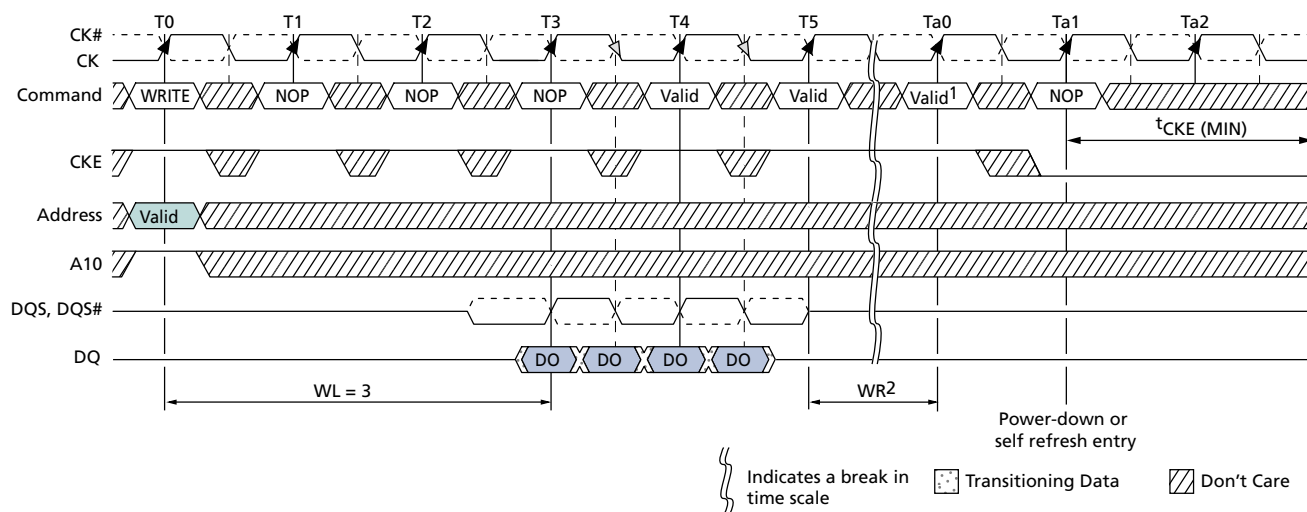 T0 T1 T2 T3 T4 T5 Ta0 Ta1 Ta2
CK#
CK
Command WRITE NOP NOP NOP Valid Valid Valid1 NOP
tCKE (MIN)
CKE
Address Valid
A10
DQS, DQS#
DQ DO DO DO DO
WL = 3 WR2
Power-down or
self refresh entry
Indicates a break in
time scale
Transitioning Data
Don't Care